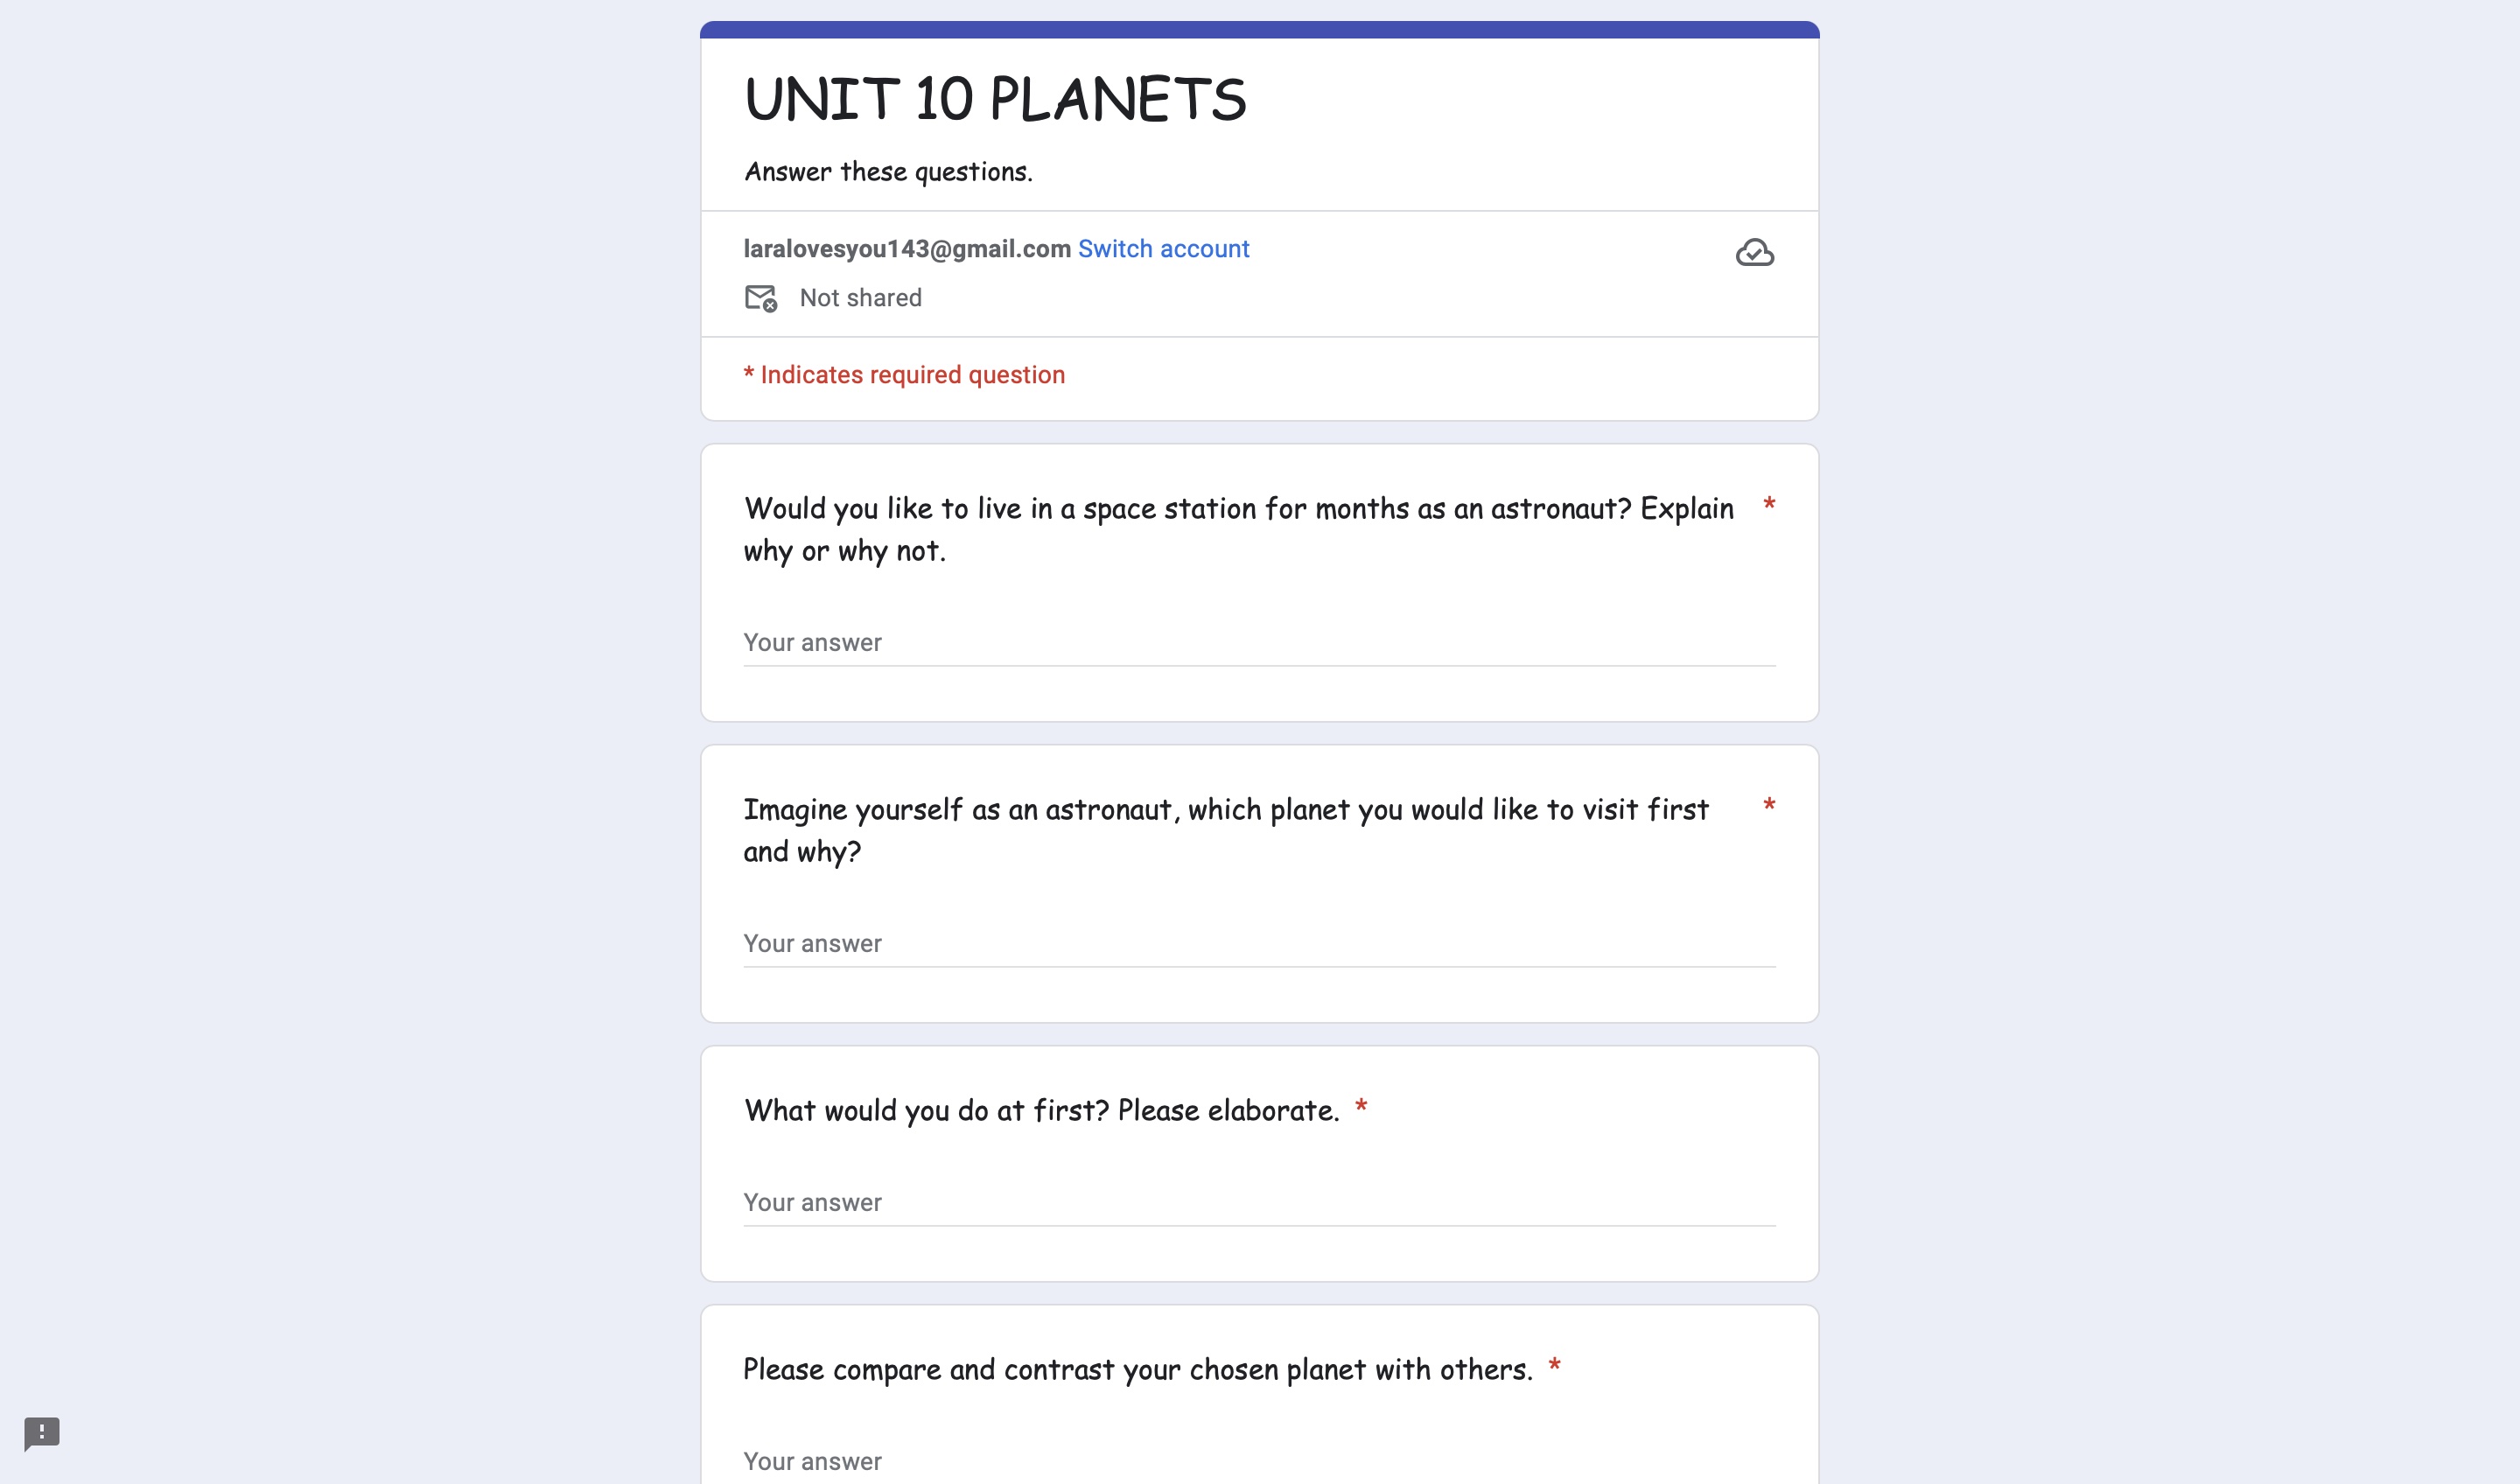 UNIT 10 PLANETS
Answer these questions.
laralovesyou143@gmail.com Switch account
Not shared
* Indicates required question
Would you like to live in a space station for months as an astronaut? Explain *
why or why not.
Your answer
Imagine yourself as an astronaut, which planet you would like to visit first *
and why?
Your answer
What would you do at first? Please elaborate. *
Your answer
Please compare and contrast your chosen planet with others. *
Your answer